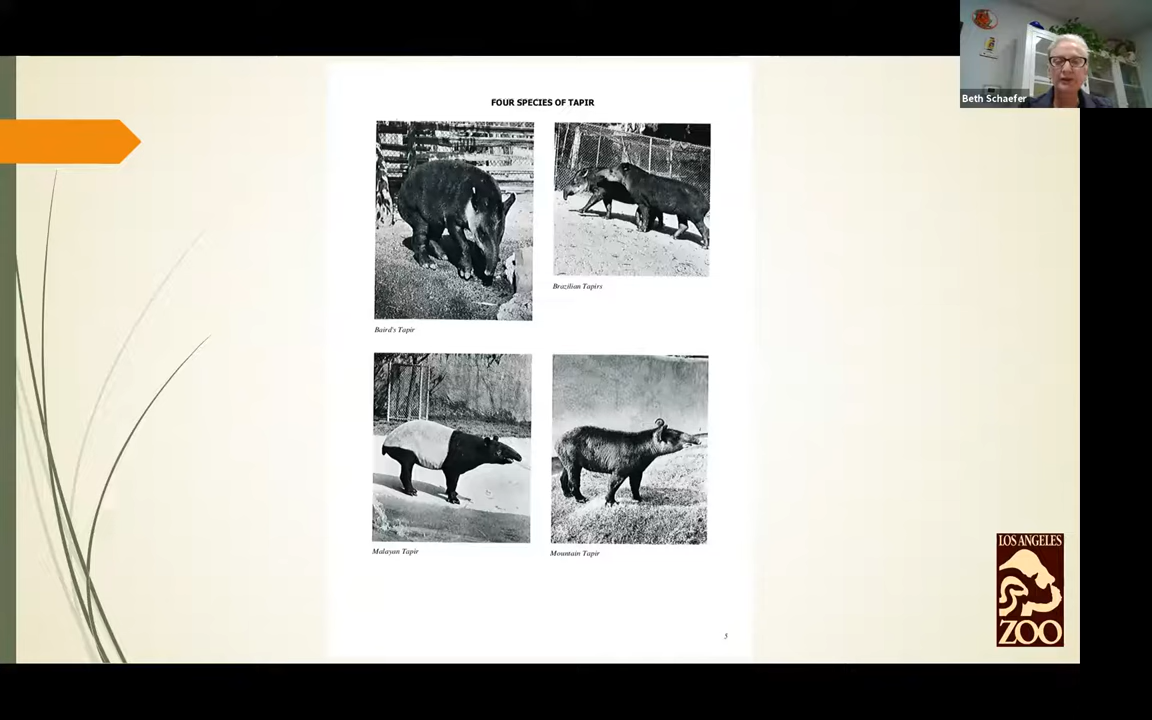 Beth Schaefer
FOUR SPECIES OF TAPIR
Baird's Tapir
Brazilian Tapirs
Malayan Tapir
Mountain Tapir
5
LOS ANGELES
ZOO